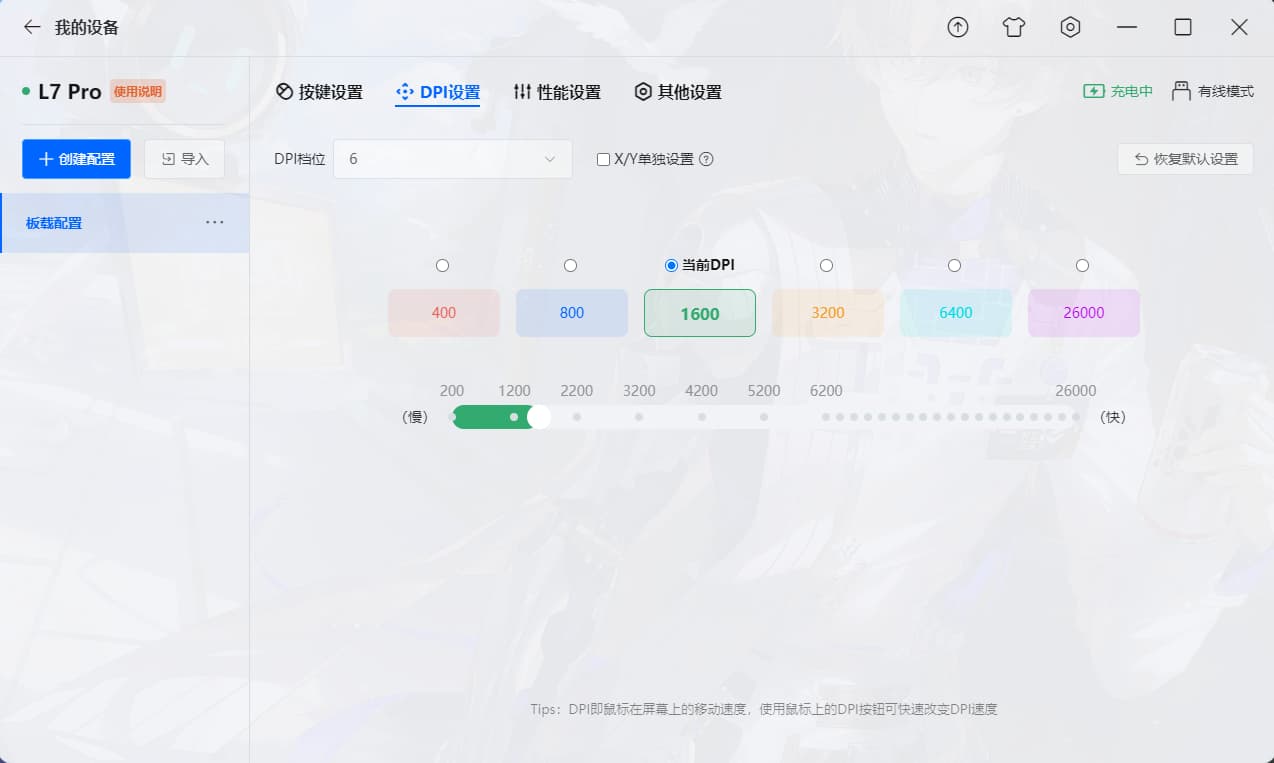 我的设备
L7 Pro 使用说明
按键设置 DPI设置 性能设置 其他设置
充电中 有线模式
创建配置 导入
DPI档位 6 X/Y单独设置
恢复默认设置
板载配置
当前DPI
400 800 1600 3200 6400 26000
200 1200 2200 3200 4200 5200 6200 26000
（慢） （快）
Tips：DPI即鼠标在屏幕上的移动速度，使用鼠标上的DPI按钮可快速改变DPI速度